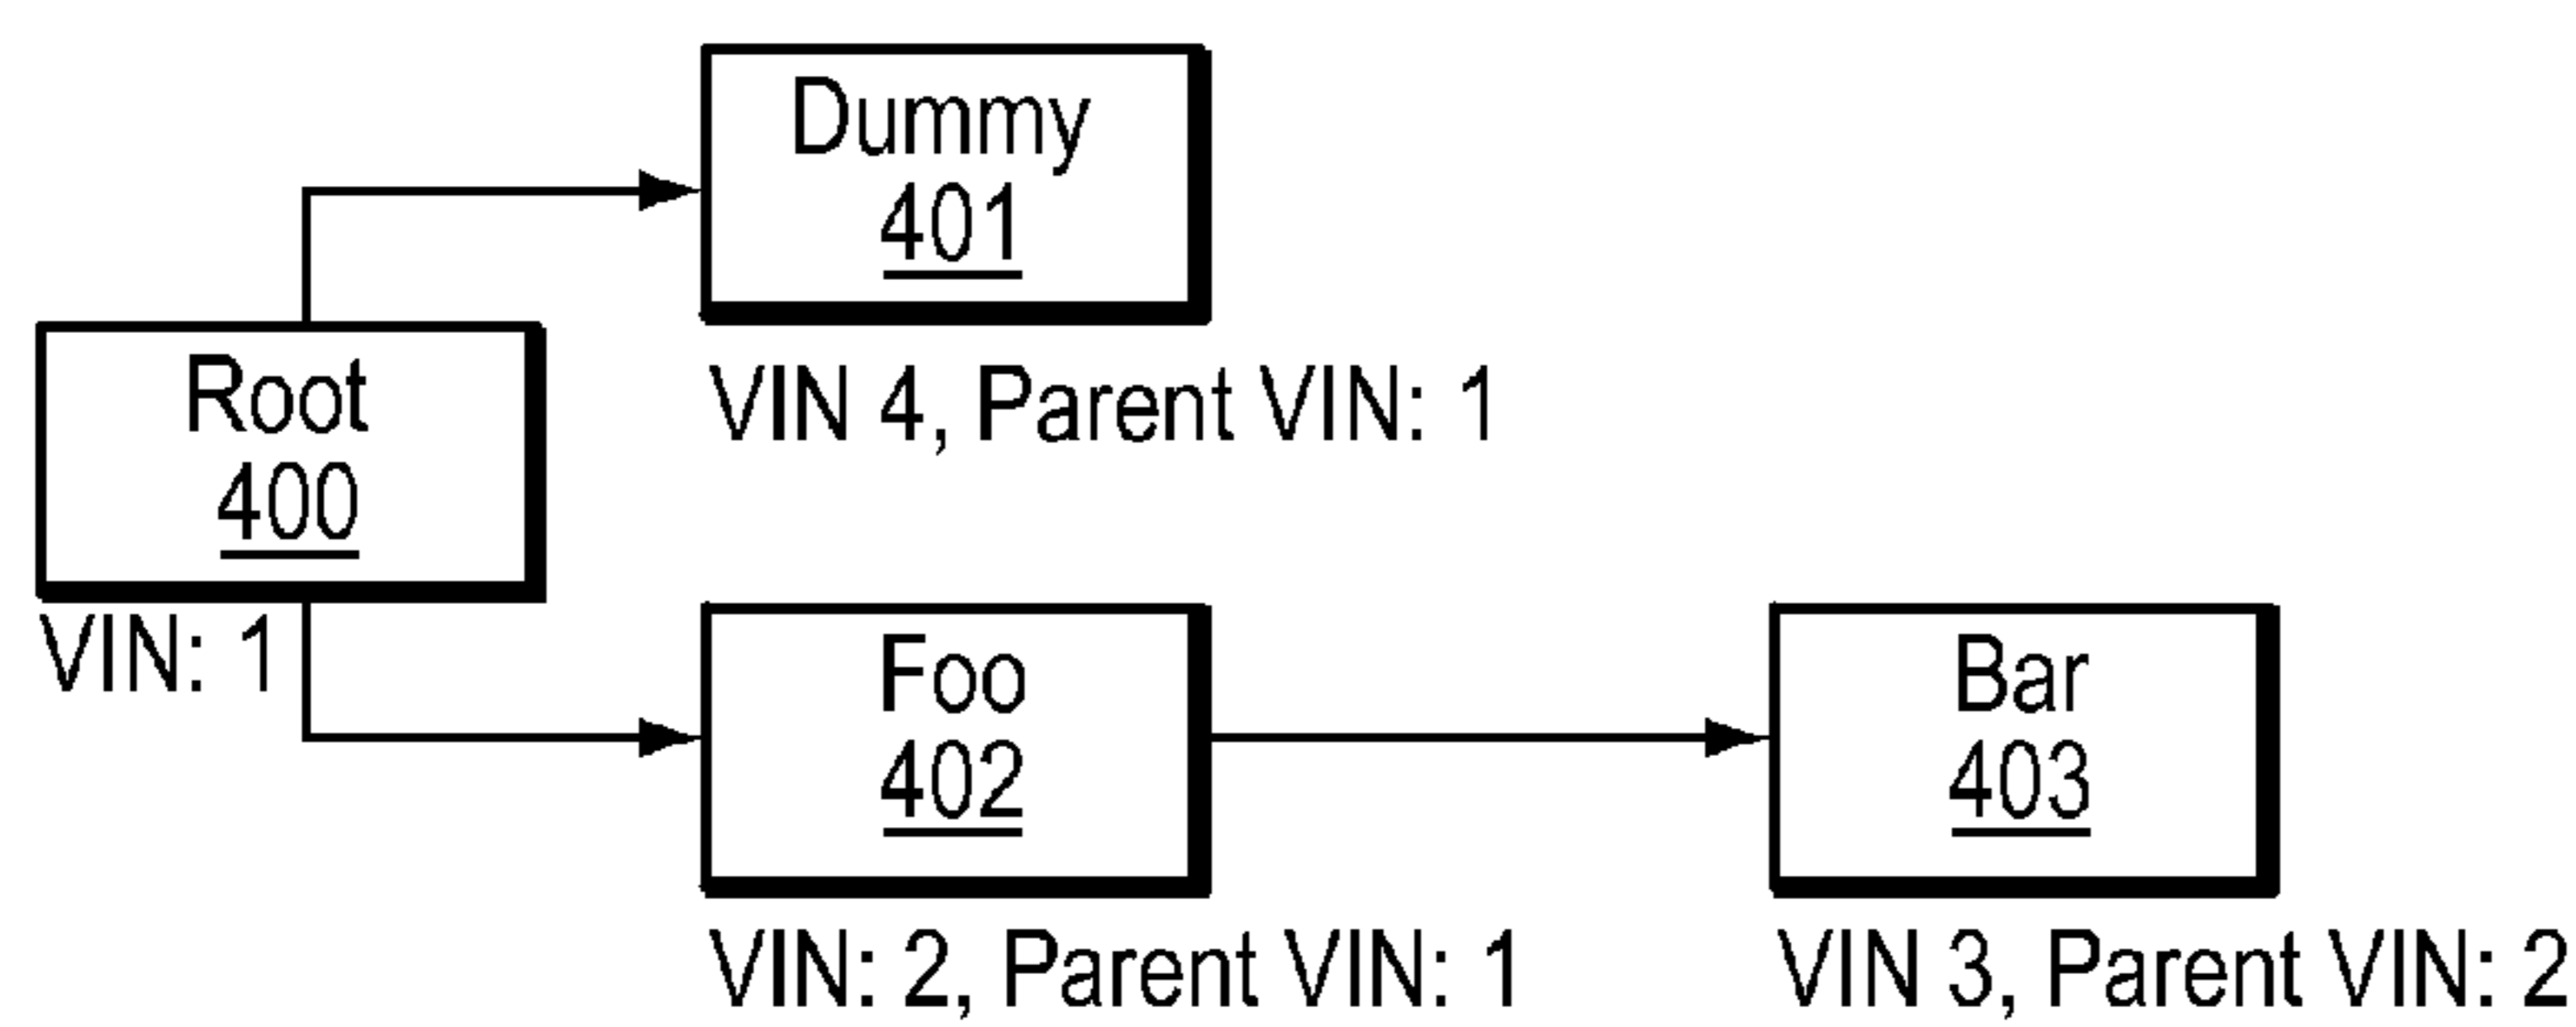 Dummy
401
VIN 4, Parent VIN: 1
Root
400
VIN: 1
Foo
402
VIN: 2, Parent VIN: 1
Bar
403
VIN 3, Parent VIN: 2